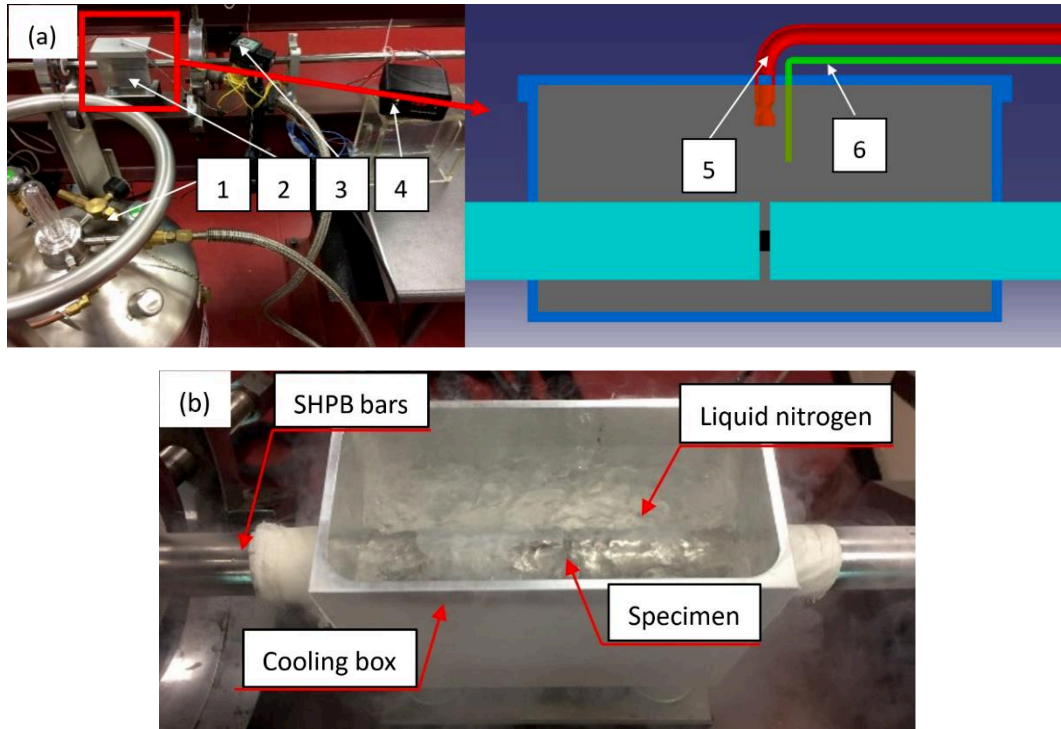 (a)
1
2
3
4
5
6
(b)
SHPB bars
Liquid nitrogen
Specimen
Cooling box